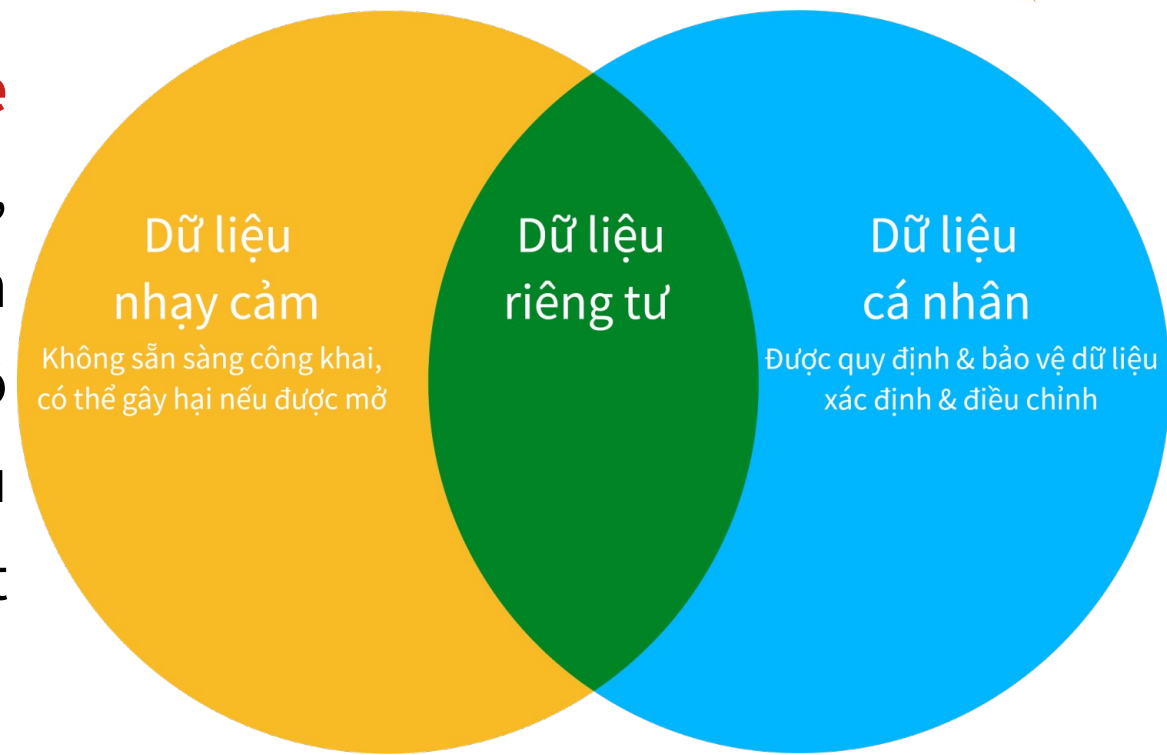 Dữ liệu
nhạy cảm
Không sẵn sàng công khai,
có thể gây hại nếu được mở
Dữ liệu
riêng tư
Dữ liệu
cá nhân
Được quy định & bảo vệ dữ liệu
xác định & điều chỉnh